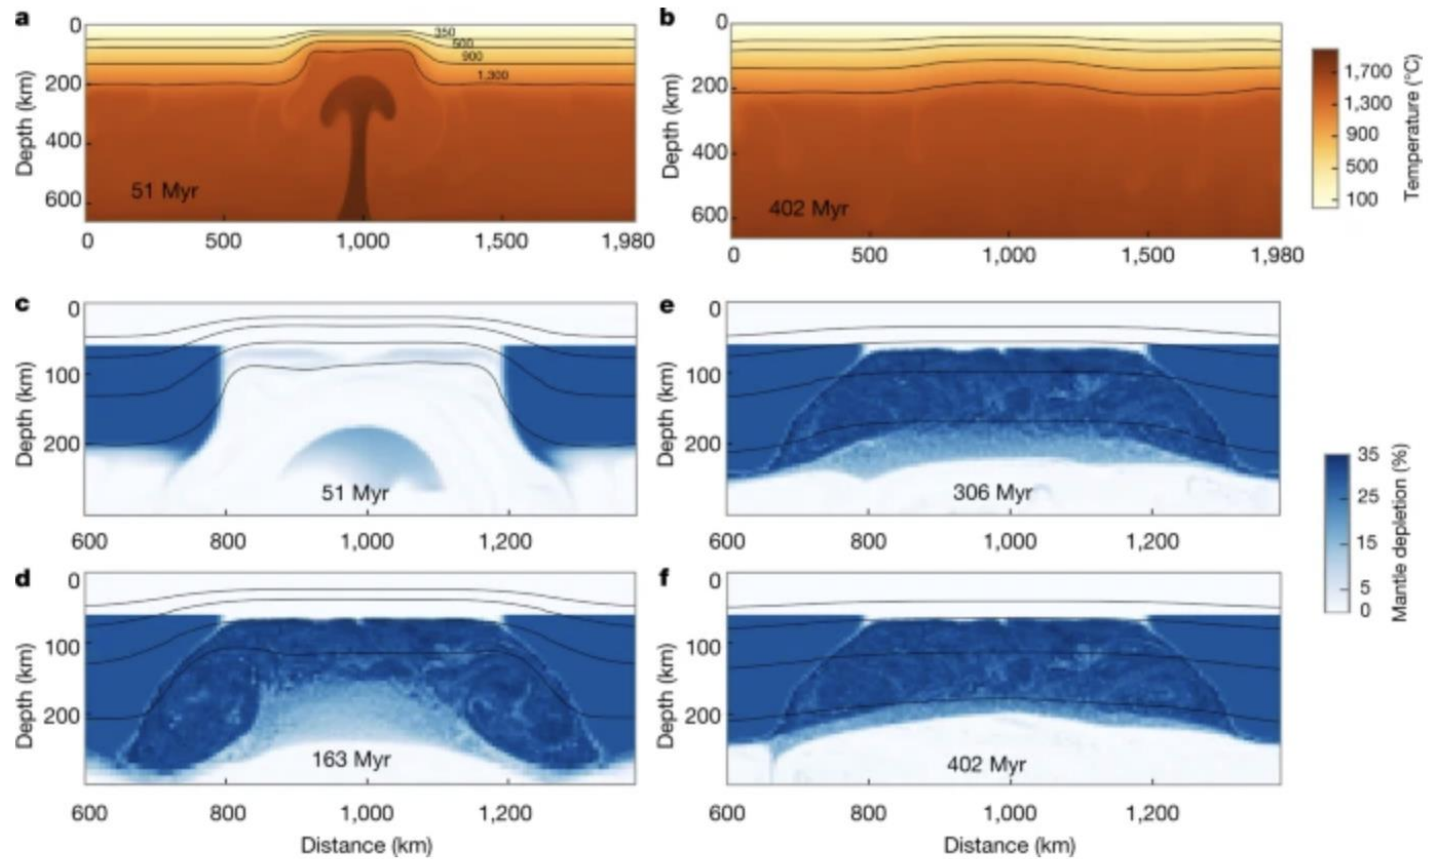 a
0
200
400
600
Depth (km)
350
500
900
1,300
51 Myr
0 500 1,000 1,500 1,980
b
0
200
400
600
Depth (km)
402 Myr
0 500 1,000 1,500 1,980
1,700
1,300
900
500
100
Temperature (°C)
c
0
100
200
Depth (km)
51 Myr
600 800 1,000 1,200
d
0
100
200
Depth (km)
163 Myr
600 800 1,000 1,200
Distance (km)
e
0
100
200
Depth (km)
306 Myr
600 800 1,000 1,200
f
0
100
200
Depth (km)
402 Myr
600 800 1,000 1,200
Distance (km)
35
25
15
5
0
Mantle depletion (%)